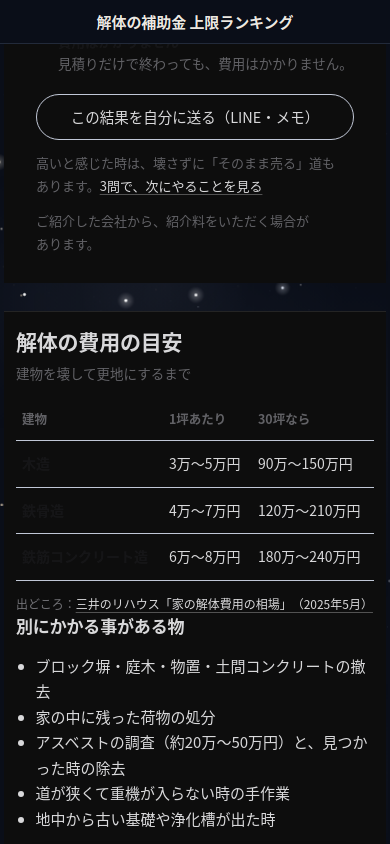 解体の補助金 上限ランキング
見積りだけで終わっても、費用はかかりません。
この結果を自分に送る（LINE・メモ）
高いと感じた時は、壊さずに「そのまま売る」道も
あります。3問で、次にやることを見る
ご紹介した会社から、紹介料をいただく場合が
あります。
解体の費用の目安
建物を壊して更地にするまで
建物 1坪あたり 30坪なら
木造 3万〜5万円 90万〜150万円
鉄骨造 4万〜7万円 120万〜210万円
鉄筋コンクリート造 6万〜8万円 180万〜240万円
出どころ：三井のリハウス「家の解体費用の相場」（2025年5月）
別にかかる事がある物
ブロック塀・庭木・物置・土間コンクリートの撤
去
家の中に残った荷物の処分
アスベストの調査（約20万〜50万円）と、見つか
った時の除去
道が狭くて重機が入らない時の手作業
地中から古い基礎や浄化槽が出た時